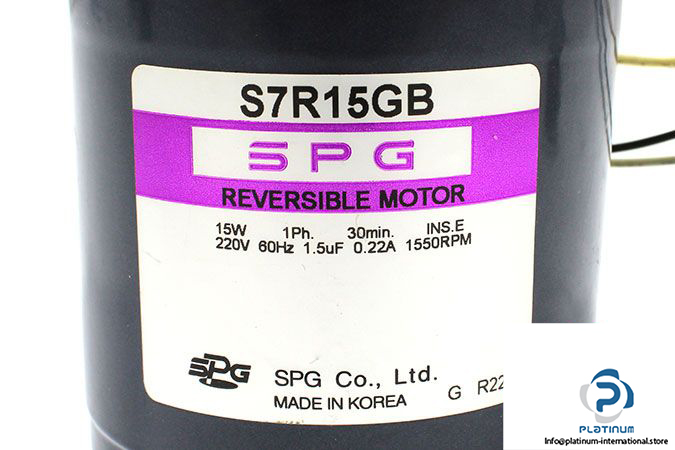 S7R15GB
SPG
REVERSIBLE MOTOR
15W 1Ph. 30min. INS.E
220V 60Hz 1.5uF 0.22A 1550RPM
SPG SPG Co., Ltd.
MADE IN KOREA G R22
PLATINUM
info@platinum-international.store